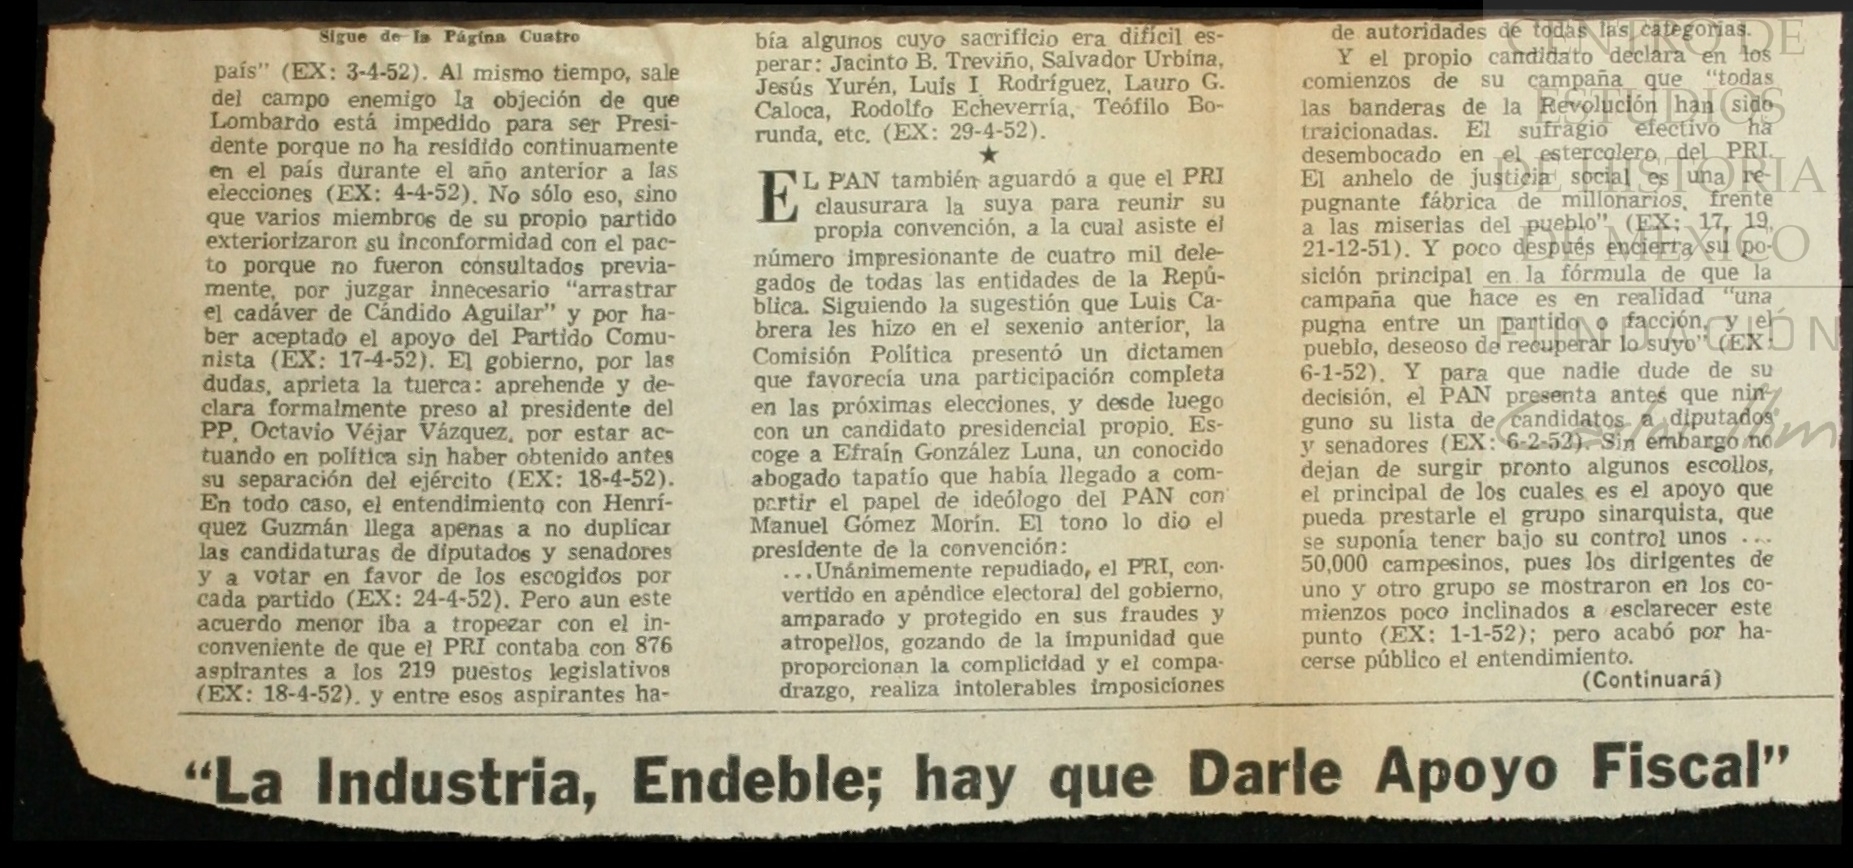 Sigue de la Página Cuatro
país" (EX: 3-4-52). Al mismo tiempo, sale
del campo enemigo la objeción de que
Lombardo está impedido para ser Presi-
dente porque no ha residido continuamente
en el país durante el año anterior a las
elecciones (EX: 4-4-52). No sólo eso, sino
que varios miembros de su propio partido
exteriorizaron su inconformidad con el pac-
to porque no fueron consultados previa-
mente, por juzgar innecesario "arrastrar
el cadáver de Cándido Aguilar" y por ha-
ber aceptado el apoyo del Partido Comu-
nista (EX: 17-4-52). El gobierno, por las
dudas, aprieta la tuerca: aprehende y de-
clara formalmente preso al presidente del
PP, Octavio Véjar Vázquez, por estar ac-
tuando en política sin haber obtenido antes
su separación del ejército (EX: 18-4-52).
En todo caso, el entendimiento con Henrí-
quez Guzmán llega apenas a no duplicar
las candidaturas de diputados y senadores
y a votar en favor de los escogidos por
cada partido (EX: 24-4-52). Pero aun este
acuerdo menor iba a tropezar con el in-
conveniente de que el PRI contaba con 876
aspirantes a los 219 puestos legislativos
(EX: 18-4-52). y entre esos aspirantes ha-
bía algunos cuyo sacrificio era difícil es-
perar: Jacinto B. Treviño, Salvador Urbina,
Jesús Yurén, Luis I. Rodríguez, Lauro G.
Caloca, Rodolfo Echeverría, Teófilo Bo-
runda, etc. (EX: 29-4-52).
★
EL PAN también aguardó a que el PRI
clausurara la suya para reunir su
propia convención, a la cual asiste el
número impresionante de cuatro mil dele-
gados de todas las entidades de la Repú-
blica. Siguiendo la sugestión que Luis Ca-
brera les hizo en el sexenio anterior, la
Comisión Política presentó un dictamen
que favorecía una participación completa
en las próximas elecciones, y desde luego
con un candidato presidencial propio. Es-
coge a Efraín González Luna, un conocido
abogado tapatío que había llegado a com-
partir el papel de ideólogo del PAN con
Manuel Gómez Morín. El tono lo dio el
presidente de la convención:
...Unánimemente repudiado, el PRI, con-
vertido en apéndice electoral del gobierno,
amparado y protegido en sus fraudes y
atropellos, gozando de la impunidad que
proporcionan la complicidad y el compa-
drazgo, realiza intolerables imposiciones
de autoridades de todas las categorías.
Y el propio candidato declara en los
comienzos de su campaña que "todas
las banderas de la Revolución han sido
traicionadas. El sufragio efectivo ha
desembocado en el estercolero del PRI.
El anhelo de justicia social es una re-
pugnante fábrica de millonarios, frente
a las miserias del pueblo" (EX: 17, 19,
21-12-51). Y poco después encierra su po-
sición principal en la fórmula de que la
campaña que hace es en realidad "una
pugna entre un partido o facción, y el
pueblo, deseoso de recuperar lo suyo" (EX:
6-1-52). Y para que nadie dude de su
decisión, el PAN presenta antes que nin-
guno su lista de candidatos a diputados
y senadores (EX: 6-2-52). Sin embargo no
dejan de surgir pronto algunos escollos,
el principal de los cuales es el apoyo que
pueda prestarle el grupo sinarquista, que
se suponía tener bajo su control unos ...
50,000 campesinos, pues los dirigentes de
uno y otro grupo se mostraron en los co-
mienzos poco inclinados a esclarecer este
punto (EX: 1-1-52); pero acabó por ha-
cerse público el entendimiento.
(Continuará)
"La Industria, Endeble; hay que Darle Apoyo Fiscal"
CENTRO DE
ESTUDIOS
DE HISTORIA
DE MÉXICO
FUNDACIÓN